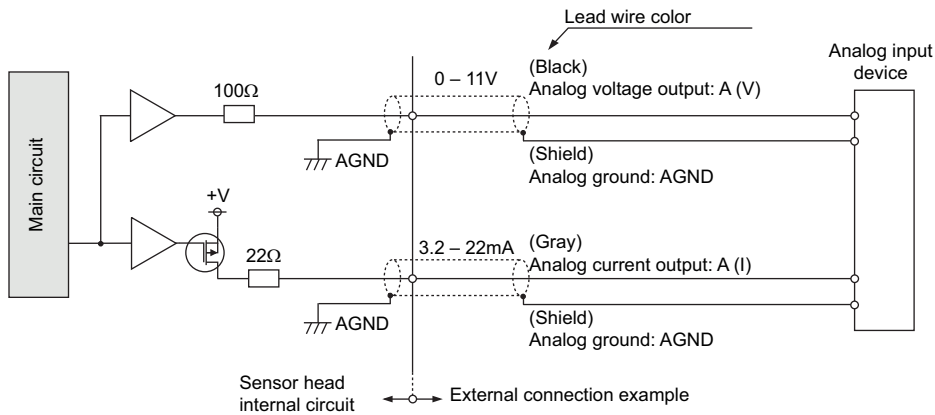 Lead wire color
Analog input
device
(Black)
0 – 11V
Analog voltage output: A (V)
100Ω
(Shield)
AGND
Analog ground: AGND
Main circuit
+V
(Gray)
3.2 – 22mA
22Ω
Analog current output: A (I)
(Shield)
AGND
Analog ground: AGND
Sensor head
internal circuit
External connection example